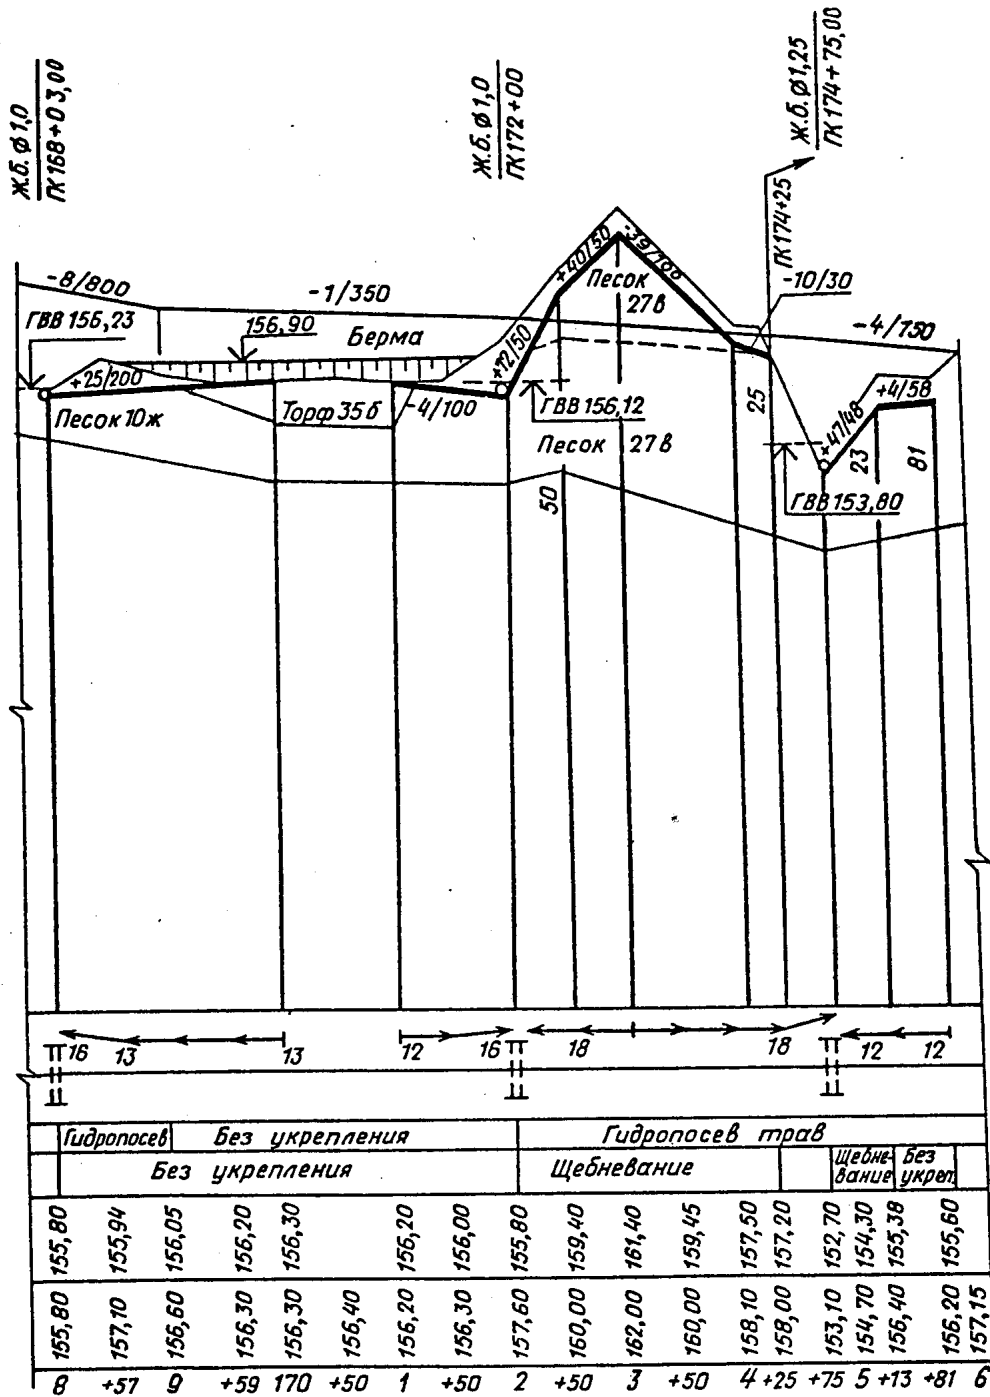 Ж.б. ø1,0
ПК168+03,00
Ж.б. ø1,0
ПК172+00
Ж.б. ø1,25
ПК174+75,00
ПК174+25
-8/800
-1/350
+40/50
-39/100
-10/30
-4/750
Песок
27в
ГВВ 156,23
156,90
Берма
+25/200
+72/50
-4/100
Песок 10ж
Торф 35б
ГВВ 156,12
Песок 27в
25
+47/48
+4/58
23
81
50
ГВВ 153,80
16 13 13 12 16 18 18 12 12
Гидропосев Без укрепления Гидропосев трав
Без укрепления Щебневание Щебне-вание Без укреп.
155,80 155,94 156,05 156,20 156,30 156,20 156,00 155,80 159,40 161,40 159,45 157,50 157,20 152,70 154,30 155,38 155,60
155,80 157,10 156,60 156,30 156,30 156,40 156,20 156,30 157,60 160,00 162,00 160,00 158,10 158,00 153,10 154,70 156,40 156,20 157,15
8 +57 9 +59 170 +50 1 +50 2 +50 3 +50 4 +25 +75 5 +13 +81 6